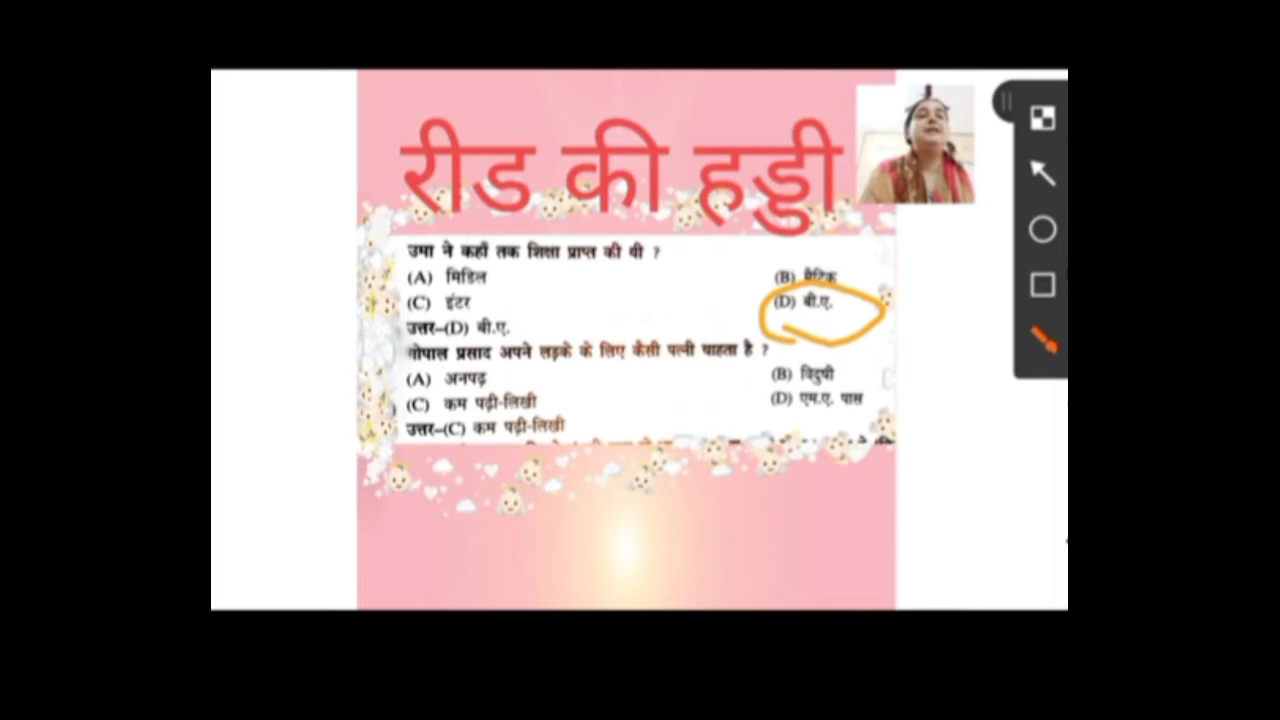 रीड की हड्डी
उमा ने कहाँ तक शिक्षा प्राप्त की थी ?
(A) मिडिल (B) मैट्रिक
(C) इंटर (D) बी.ए.
उत्तर–(D) बी.ए.
गोपाल प्रसाद अपने लड़के के लिए कैसी पत्नी चाहता है ?
(A) अनपढ़ (B) विदुषी
(C) कम पढ़ी-लिखी (D) एम.ए. पास
उत्तर–(C) कम पढ़ी-लिखी